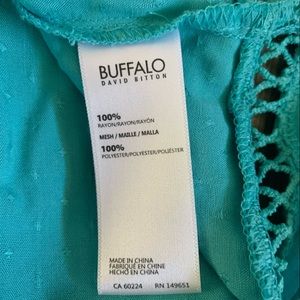 BUFFALO
DAVID BITTON
100%
RAYON/RAYON/RAYÓN
MESH / MAILLE / MALLA
100%
POLYESTER/POLYESTER/POLIÉSTER
MADE IN CHINA
FABRIQUÉ EN CHINE
HECHO EN CHINA
CA 60224 RN 149651